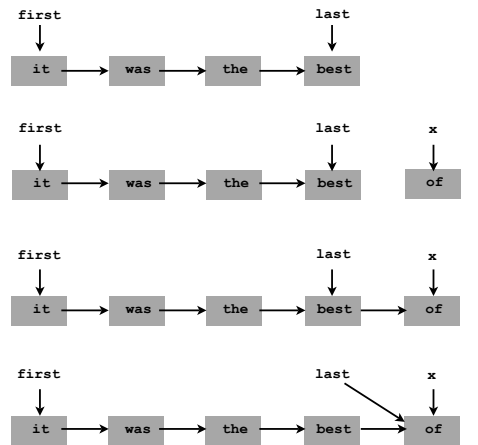 first last
it was the best
first last x
it was the best of
first last x
it was the best of
first last x
it was the best of